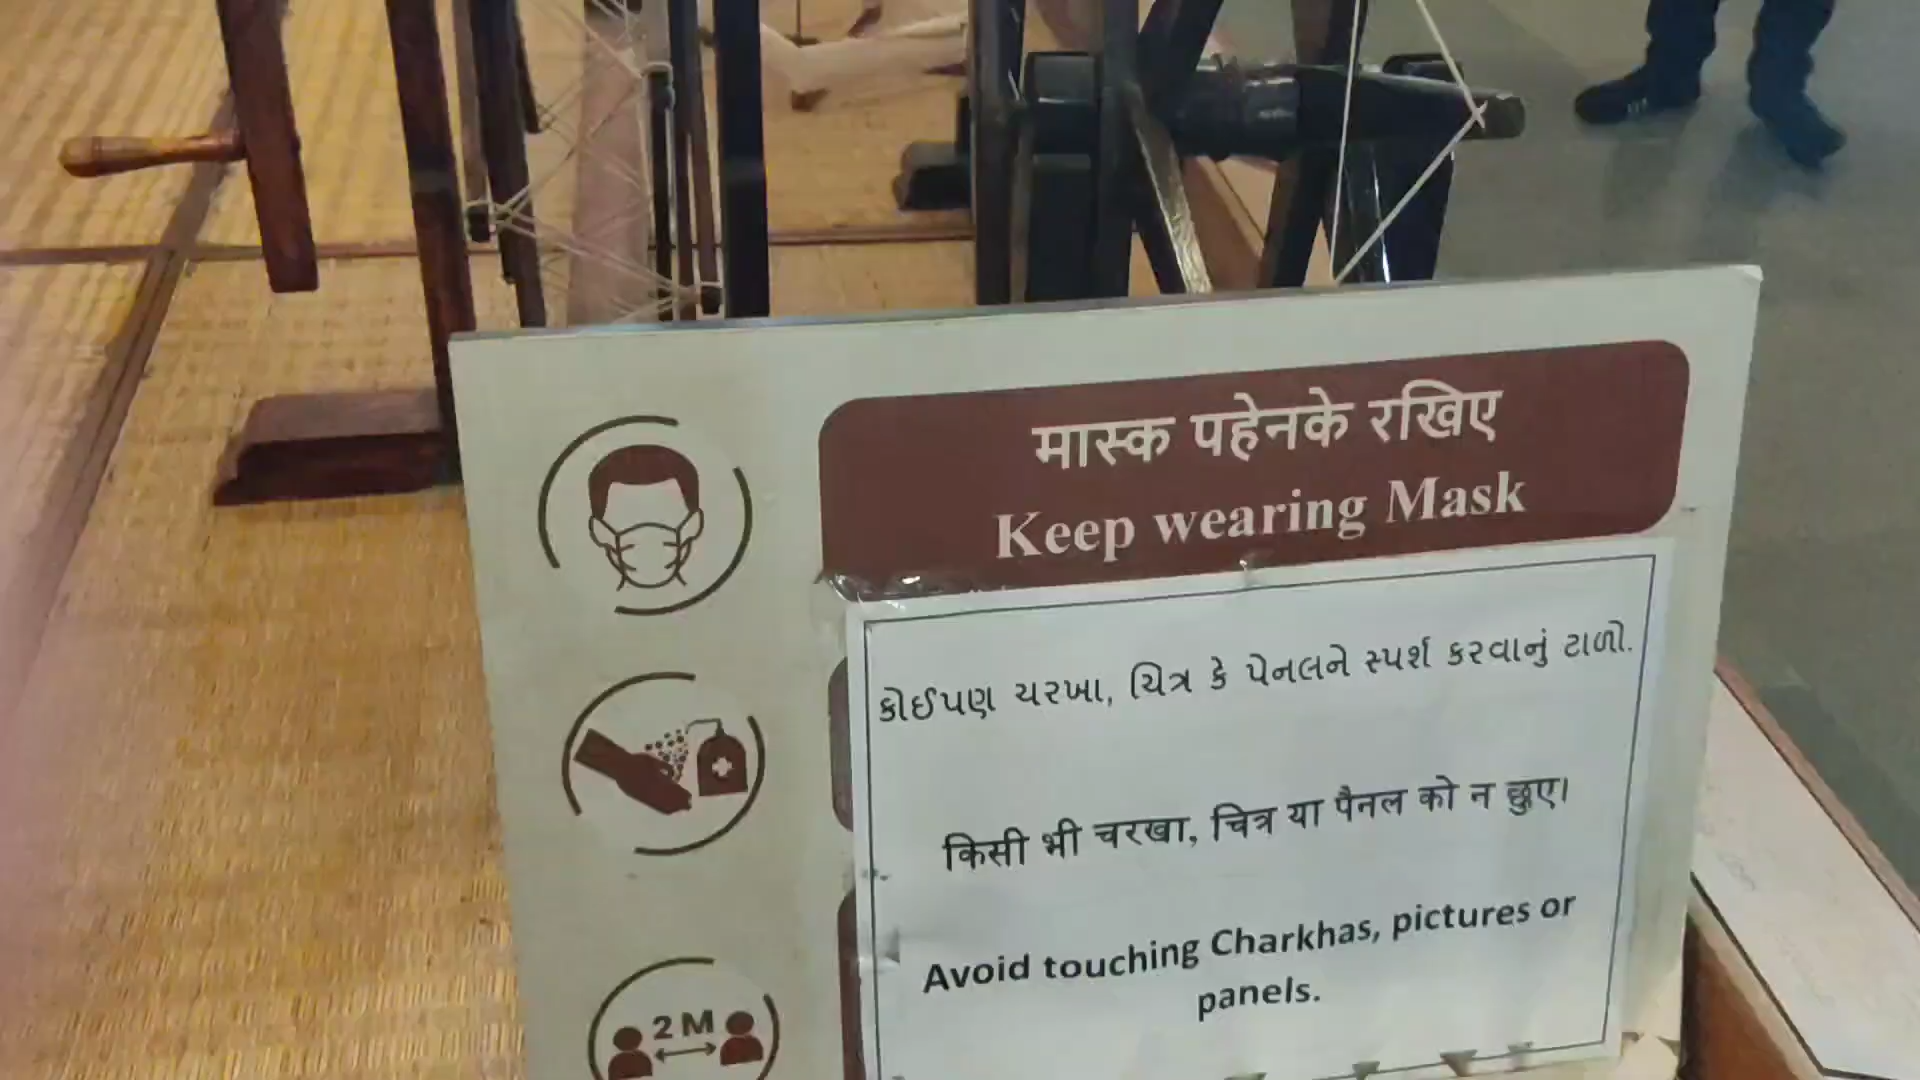 मास्क पहेनके रखिए
Keep wearing Mask
કોઈપણ ચરખા, ચિત્ર કે પેનલને સ્પર્શ કરવાનું ટાળો.
किसी भी चरखा, चित्र या पैनल को न छुए।
Avoid touching Charkhas, pictures or
panels.
2 M